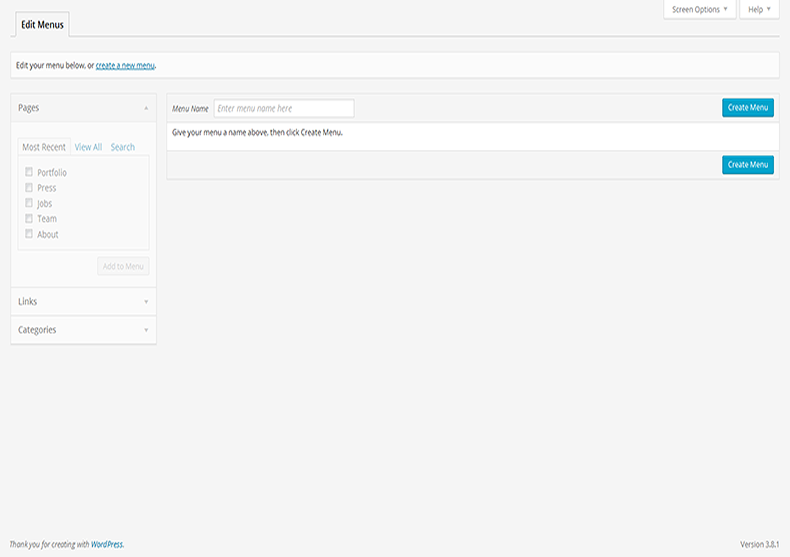 Screen Options Help
Edit Menus
Edit your menu below, or create a new menu.
Pages
Most Recent View All Search
Portfolio
Press
Jobs
Team
About
Add to Menu
Links
Categories
Menu Name Enter menu name here Create Menu
Give your menu a name above, then click Create Menu.
Create Menu
Thank you for creating with WordPress. Version 3.8.1